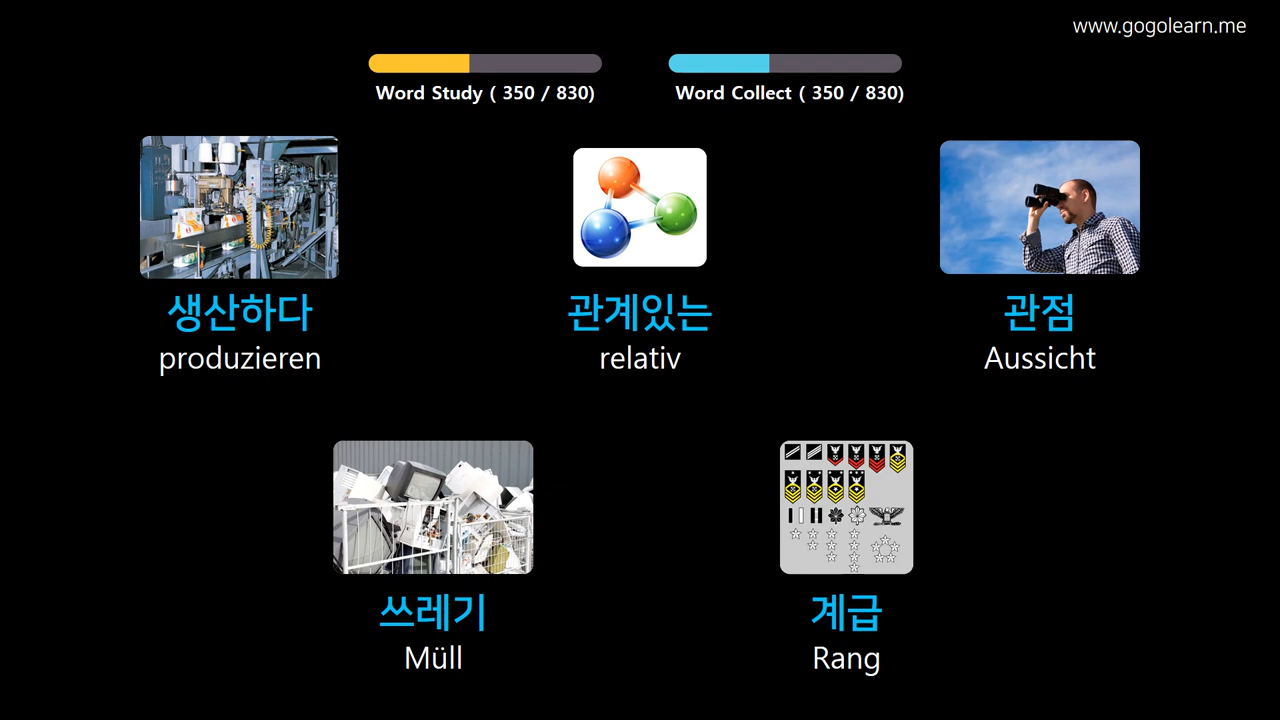 www.gogolearn.me
Word Study ( 350 / 830)
Word Collect ( 350 / 830)
생산하다
produzieren
관계있는
relativ
관점
Aussicht
쓰레기
Müll
계급
Rang